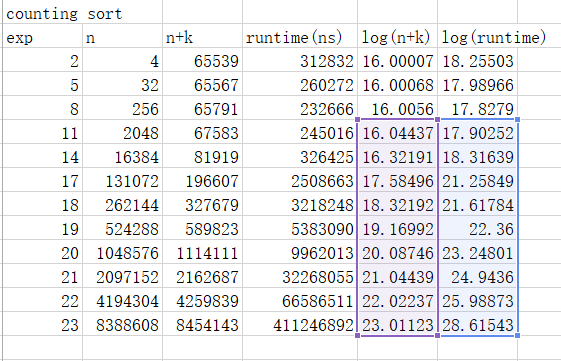 counting sort
exp n n+k runtime(ns) log(n+k) log(runtime)
2 4 65539 312832 16.00007 18.25503
5 32 65567 260272 16.00068 17.98966
8 256 65791 232666 16.0056 17.8279
11 2048 67583 245016 16.04437 17.90252
14 16384 81919 326425 16.32191 18.31639
17 131072 196607 2508663 17.58496 21.25849
18 262144 327679 3218248 18.32192 21.61784
19 524288 589823 5383090 19.16992 22.36
20 1048576 1114111 9962013 20.08746 23.24801
21 2097152 2162687 32268055 21.04439 24.9436
22 4194304 4259839 66586511 22.02237 25.98873
23 8388608 8454143 411246892 23.01123 28.61543